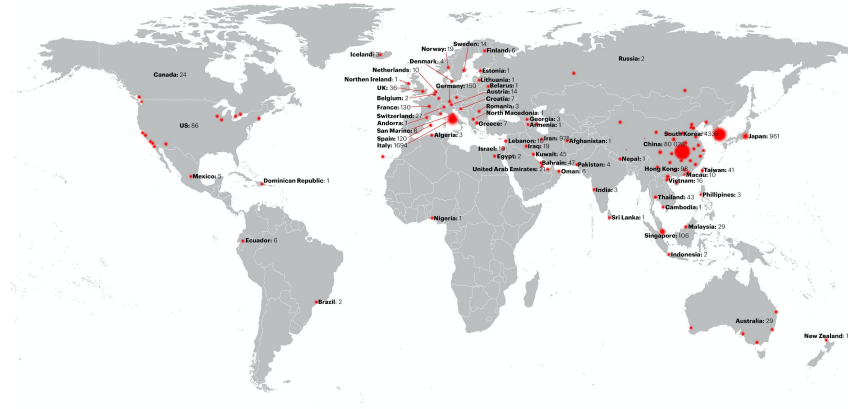 Canada: 24
US: 86
Mexico: 5
Dominican Republic: 1
Ecuador: 6
Brazil: 2
Iceland: 3
Norway: 19
Sweden: 14
Finland: 6
Denmark: 4
Netherlands: 10
Estonia: 1
Northen Ireland: 1
Germany: 150
Lithuania: 1
UK: 36
Belarus: 1
Belgium: 2
Austria: 14
France: 130
Croatia: 7
Switzerland: 27
Romania: 3
Andorra: 1
North Macedonia: 1
San Marino: 8
Greece: 7
Spain: 120
Italy: 1694
Algeria: 3
Georgia: 3
Armenia: 1
Lebanon:
Iran: 978
Afghanistan: 1
Israel:
Iraq: 19
Egypt: 2
Kuwait: 45
Bahrain: 47
Pakistan: 4
United Arab Emirates: 21
Oman: 6
Nigeria: 1
Russia: 2
South Korea: 4335
Japan: 961
China: 80
Nepal: 1
Hong Kong:
Macau: 10
Taiwan: 41
India: 3
Vietnam: 16
Thailand: 43
Phillipines: 3
Sri Lanka: 1
Cambodia: 1
Malaysia: 29
Singapore: 106
Indonesia: 2
Australia: 29
New Zealand: 1